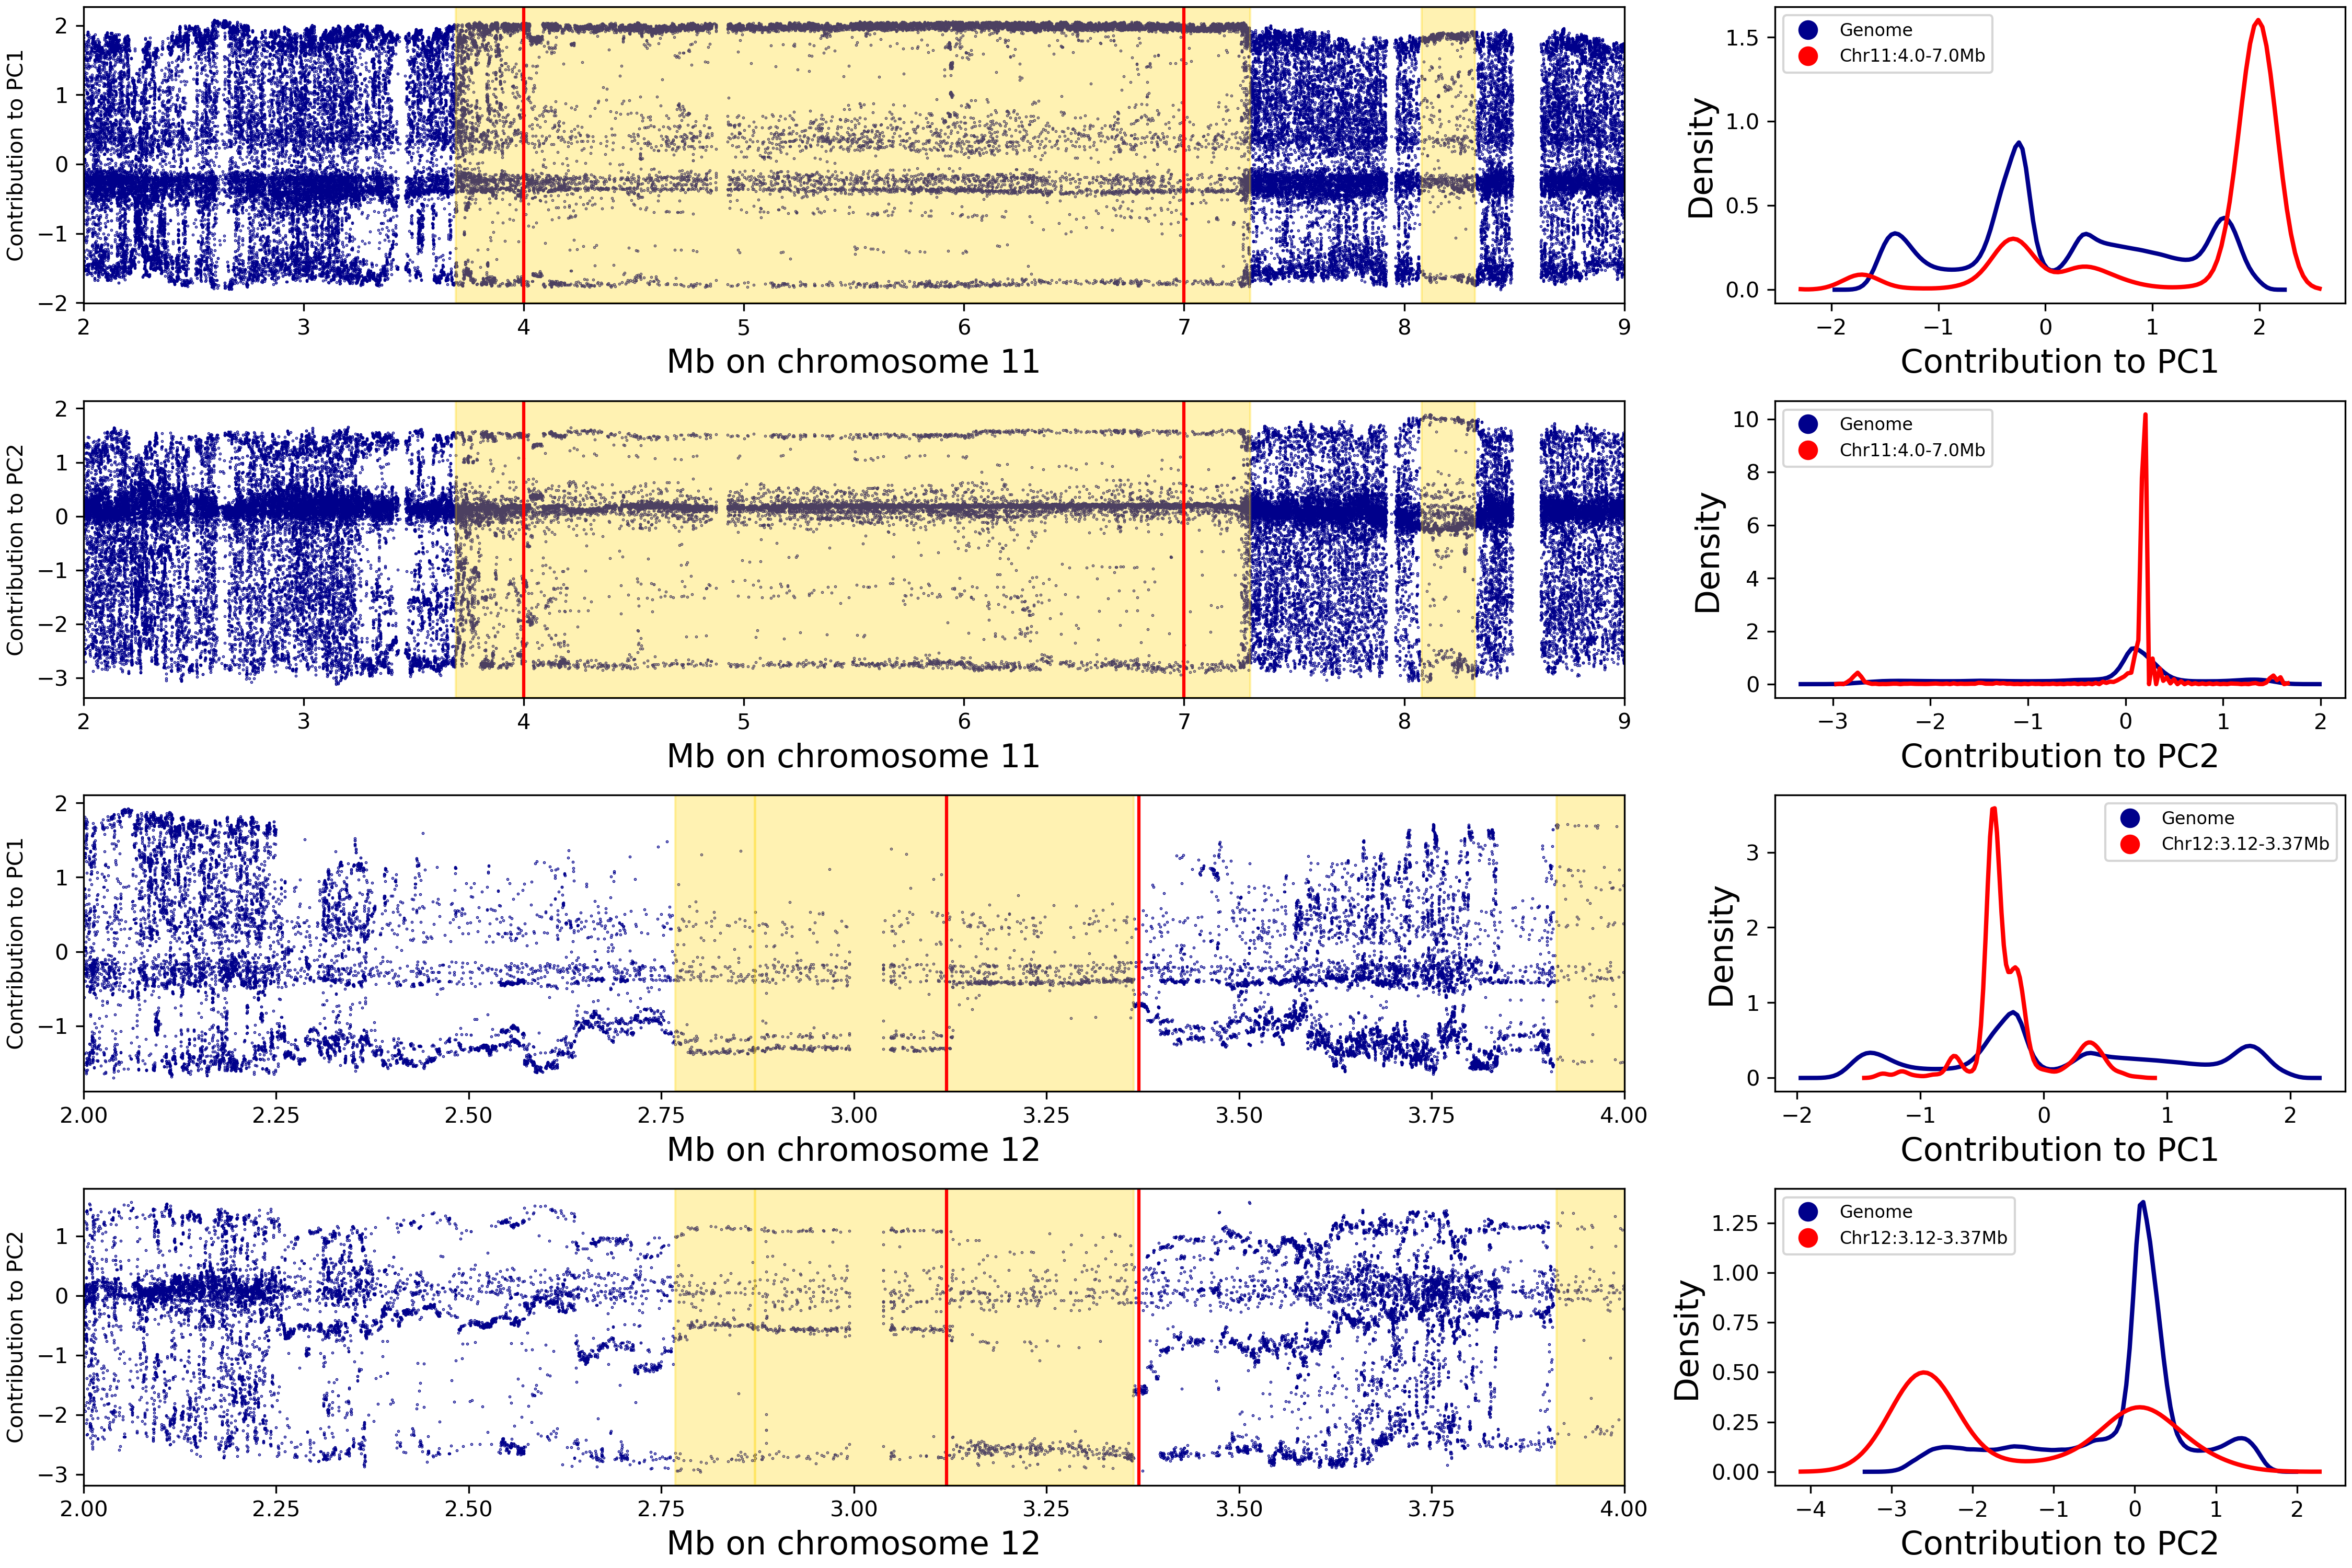 Contribution to PC1
2
1
0
−1
−2
2 3 4 5 6 7 8 9
Mb on chromosome 11
Density
1.5
1.0
0.5
0.0
Genome
Chr11:4.0-7.0Mb
−2 −1 0 1 2
Contribution to PC1
Contribution to PC2
2
1
0
−1
−2
−3
2 3 4 5 6 7 8 9
Mb on chromosome 11
Density
10
8
6
4
2
0
Genome
Chr11:4.0-7.0Mb
−3 −2 −1 0 1 2
Contribution to PC2
Contribution to PC1
2
1
0
−1
2.00 2.25 2.50 2.75 3.00 3.25 3.50 3.75 4.00
Mb on chromosome 12
Density
3
2
1
0
Genome
Chr12:3.12-3.37Mb
−2 −1 0 1 2
Contribution to PC1
Contribution to PC2
1
0
−1
−2
−3
2.00 2.25 2.50 2.75 3.00 3.25 3.50 3.75 4.00
Mb on chromosome 12
Density
1.25
1.00
0.75
0.50
0.25
0.00
Genome
Chr12:3.12-3.37Mb
−4 −3 −2 −1 0 1 2
Contribution to PC2